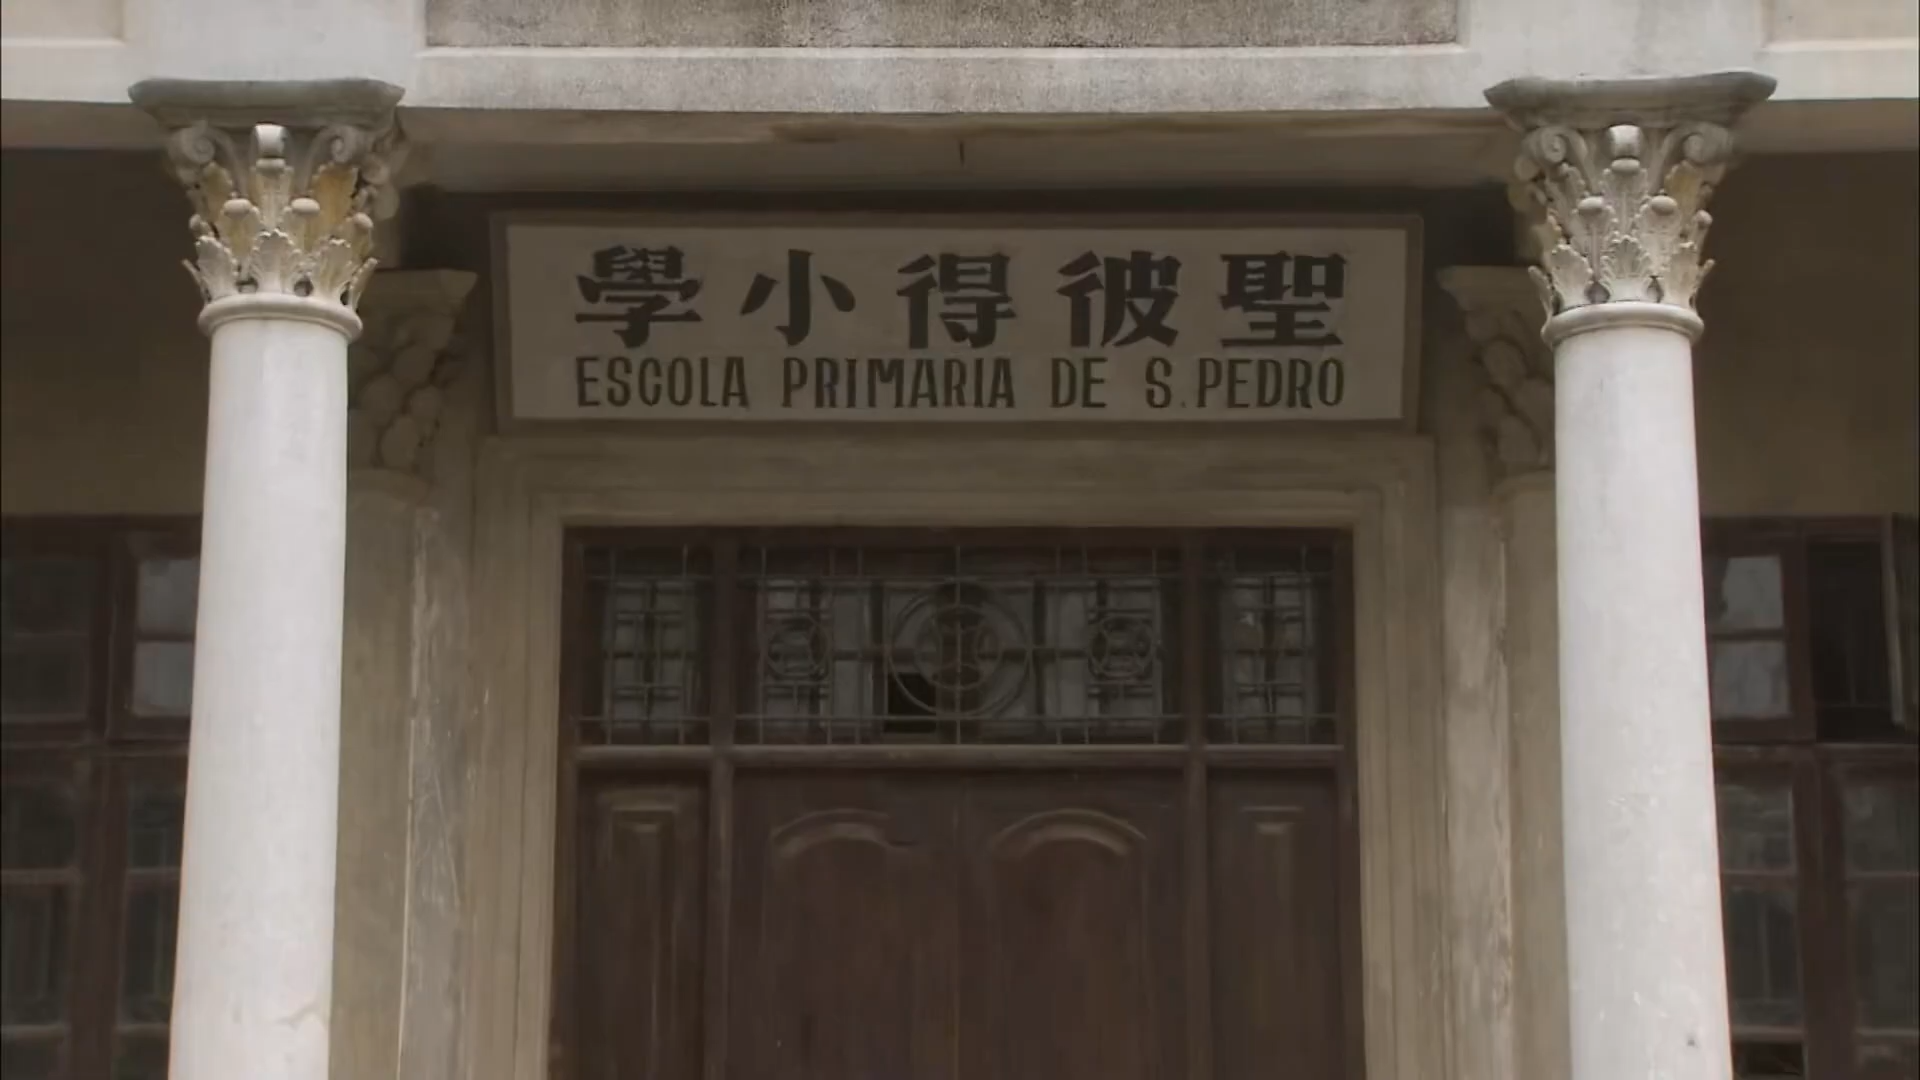 聖彼得小學
ESCOLA PRIMARIA DE S. PEDRO